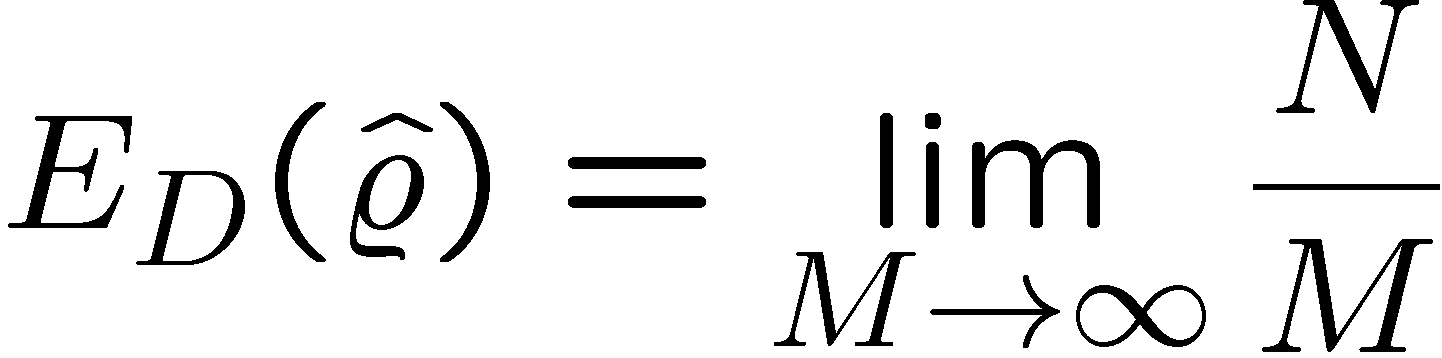 $E_D(\hat{\varrho}) = \lim_{M \to \infty} \frac{N}{M}$